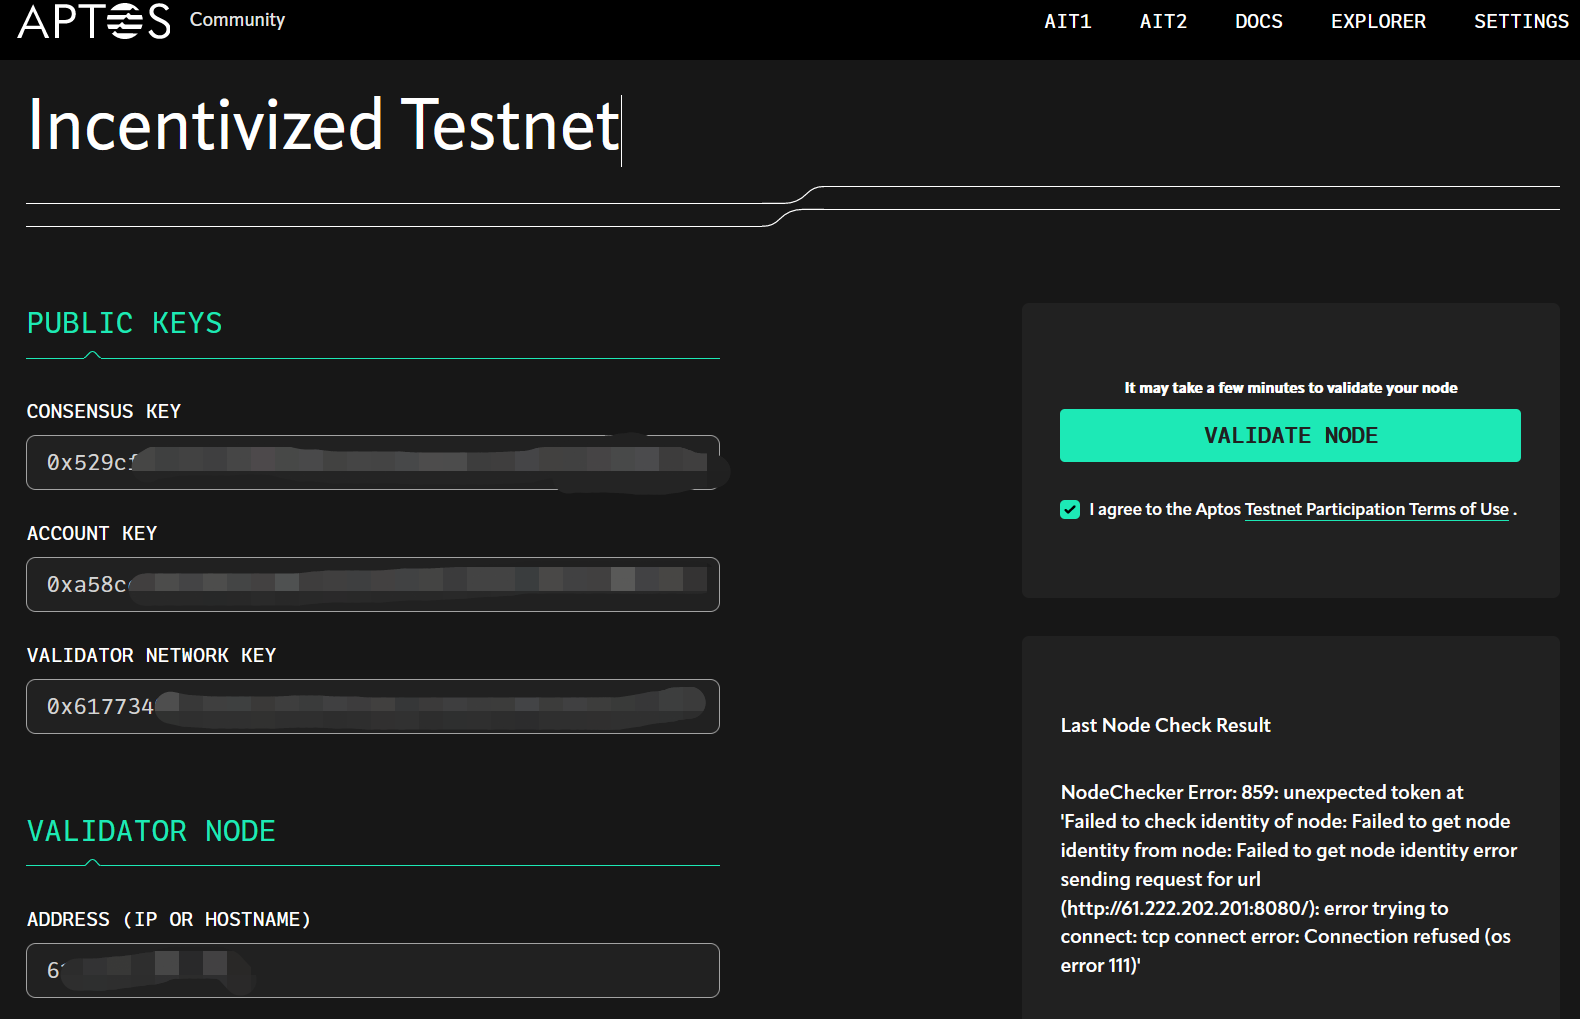 APTOS Community AIT1 AIT2 DOCS EXPLORER SETTINGS
Incentivized Testnet
PUBLIC KEYS
CONSENSUS KEY
0x529cf
ACCOUNT KEY
0xa58c
VALIDATOR NETWORK KEY
0x617734
VALIDATOR NODE
ADDRESS (IP OR HOSTNAME)
6
It may take a few minutes to validate your node
VALIDATE NODE
I agree to the Aptos Testnet Participation Terms of Use .
Last Node Check Result
NodeChecker Error: 859: unexpected token at
'Failed to check identity of node: Failed to get node
identity from node: Failed to get node identity error
sending request for url
(http://61.222.202.201:8080/): error trying to
connect: tcp connect error: Connection refused (os
error 111)'